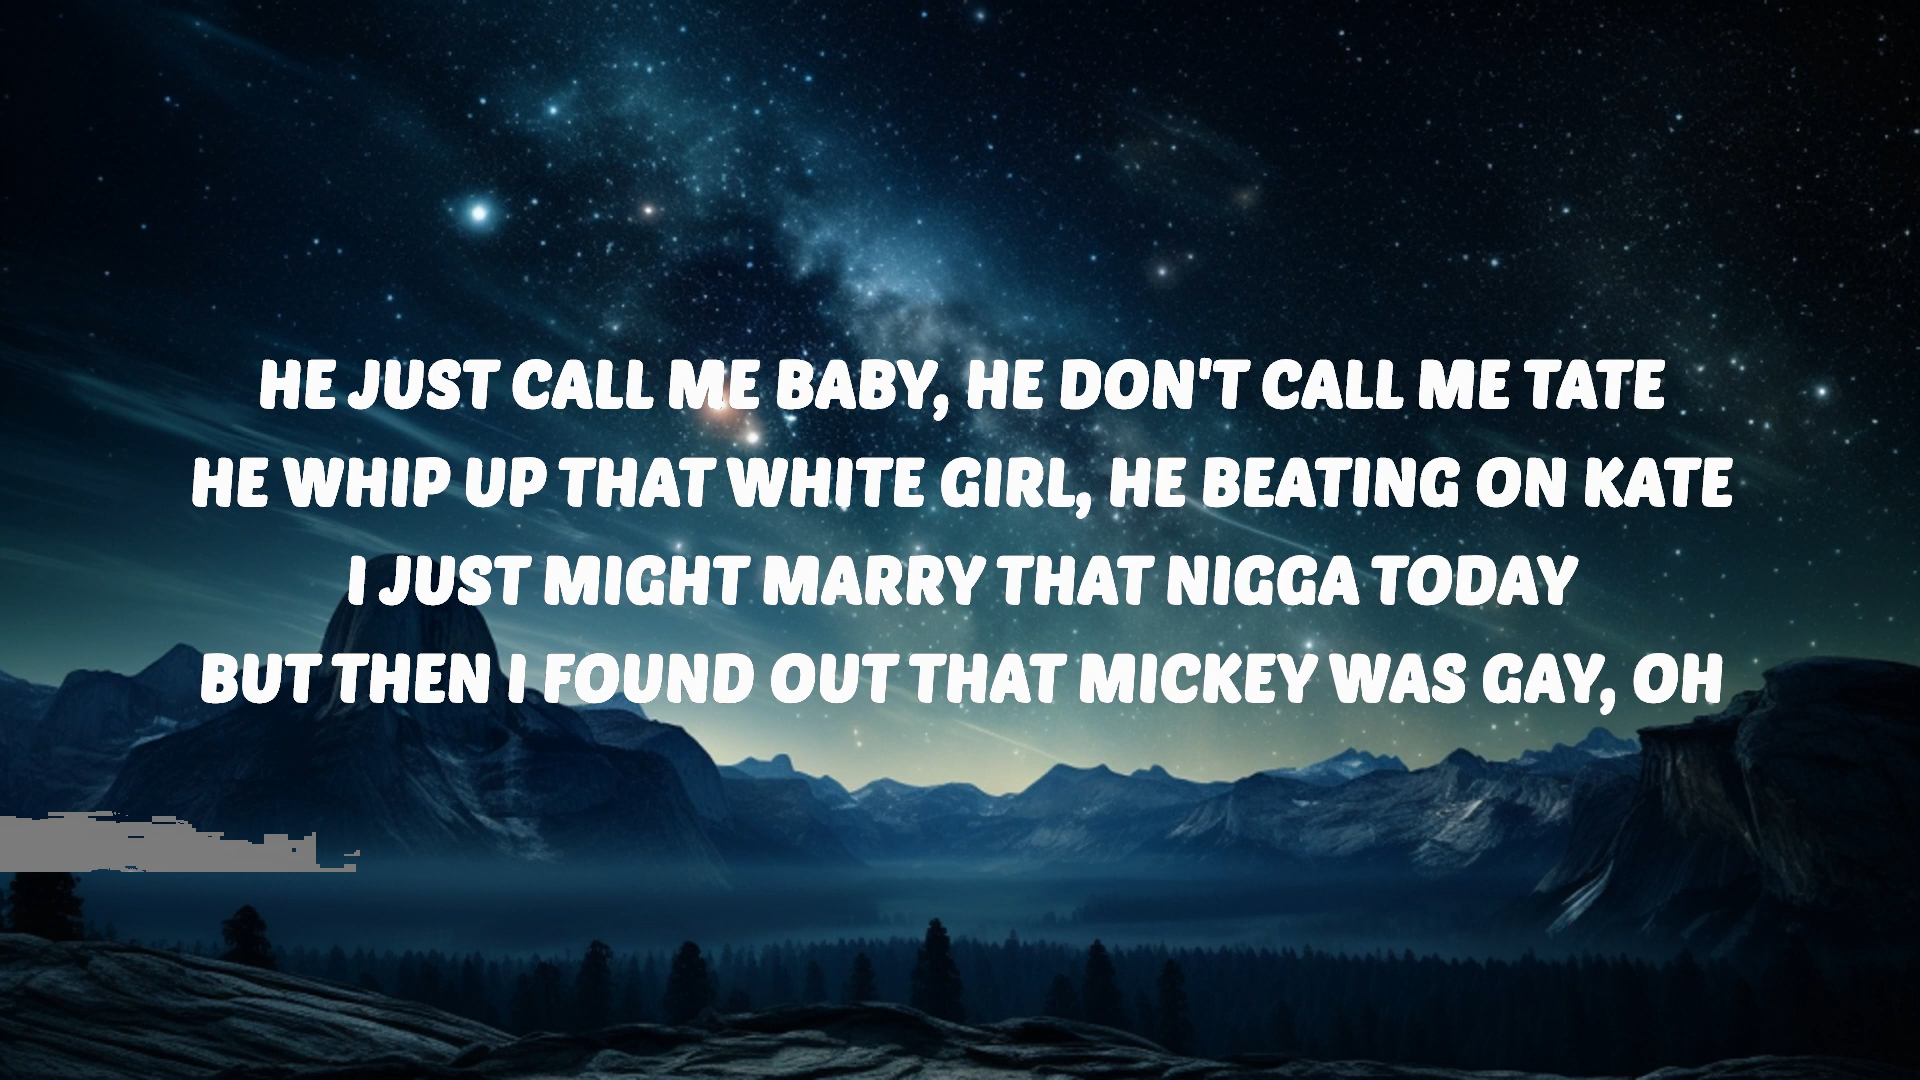 HE JUST CALL ME BABY, HE DON'T CALL ME TATE
HE WHIP UP THAT WHITE GIRL, HE BEATING ON KATE
I JUST MIGHT MARRY THAT NIGGA TODAY
BUT THEN I FOUND OUT THAT MICKEY WAS GAY, OH